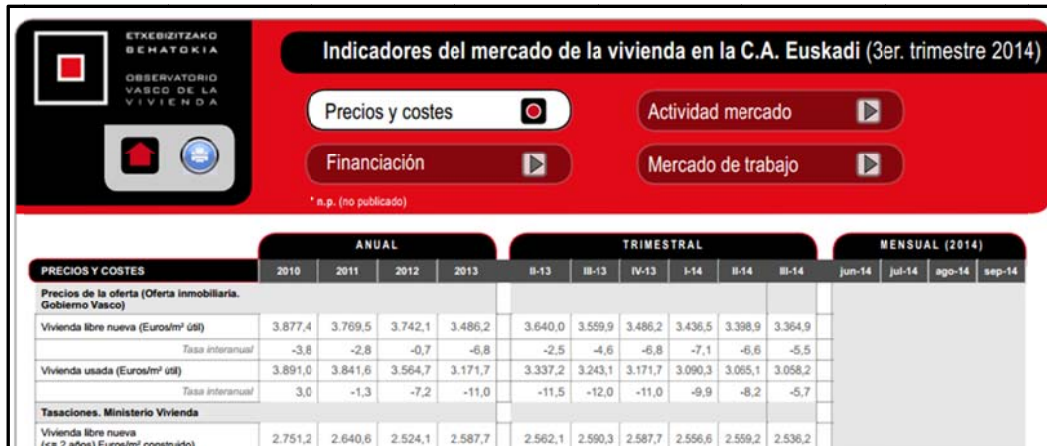 ETXEBIZITZAKO
BEHATOKIA
OBSERVATORIO
VASCO DE LA
VIVIENDA
Indicadores del mercado de la vivienda en la C.A. Euskadi (3er. trimestre 2014)
Precios y costes
Actividad mercado
Financiación
Mercado de trabajo
* n.p. (no publicado)
ANUAL TRIMESTRAL MENSUAL (2014)
PRECIOS Y COSTES 2010 2011 2012 2013 II-13 III-13 IV-13 I-14 II-14 III-14 jun-14 jul-14 ago-14 sep-14
Precios de la oferta (Oferta inmobiliaria.
Gobierno Vasco)
Vivienda libre nueva (Euros/m² útil) 3.877,4 3.769,5 3.742,1 3.486,2 3.640,0 3.559,9 3.486,2 3.436,5 3.398,9 3.364,9
Tasa interanual -3,8 -2,8 -0,7 -6,8 -2,5 -4,6 -6,8 -7,1 -6,6 -5,5
Vivienda usada (Euros/m² útil) 3.891,0 3.841,6 3.564,7 3.171,7 3.337,2 3.243,1 3.171,7 3.090,3 3.065,1 3.058,2
Tasa interanual 3,0 -1,3 -7,2 -11,0 -11,5 -12,0 -11,0 -9,9 -8,2 -5,7
Tasaciones. Ministerio Vivienda
Vivienda libre nueva
(<= 2 años) Euros/m² construido) 2.751,2 2.640,6 2.524,1 2.587,7 2.562,1 2.590,3 2.587,7 2.556,6 2.559,2 2.536,2